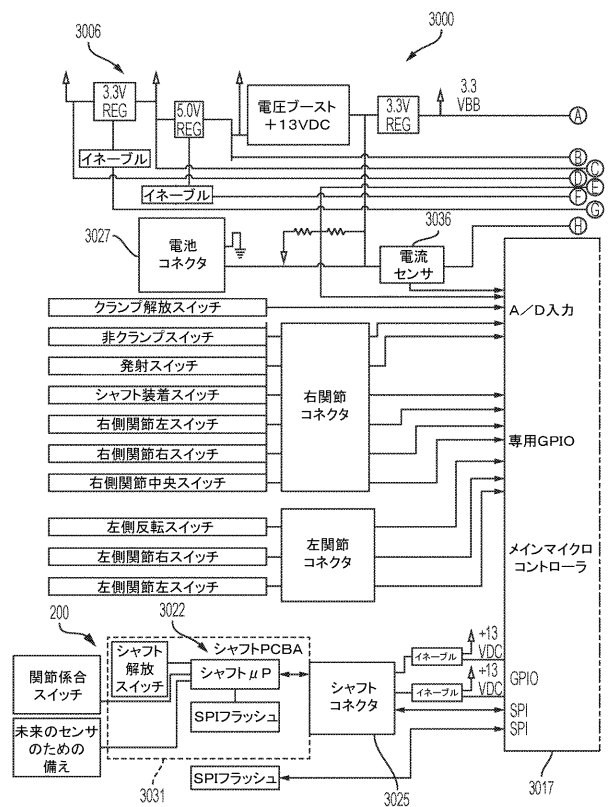 3006
3000
3.3V
REG
5.0V
REG
電圧ブースト
+13VDC
3.3V
REG
3.3
VBB
A
B
C
D
E
F
G
H
イネーブル
イネーブル
3027
電池
コネクタ
3036
電流
センサ
クランプ解放スイッチ
非クランプスイッチ
発射スイッチ
シャフト装着スイッチ
右側関節左スイッチ
右側関節右スイッチ
右側関節中央スイッチ
右関節
コネクタ
左側反転スイッチ
左側関節右スイッチ
左側関節左スイッチ
左関節
コネクタ
A/D入力
専用GPIO
メインマイクロ
コントローラ
GPIO
SPI
SPI
3017
200
3022
シャフトPCBA
シャフト
解放
スイッチ
シャフトμP
SPIフラッシュ
関節係合
スイッチ
未来のセンサ
のための
備え
3031
SPIフラッシュ
シャフト
コネクタ
3025
イネーブル
+13
VDC
イネーブル
+13
VDC